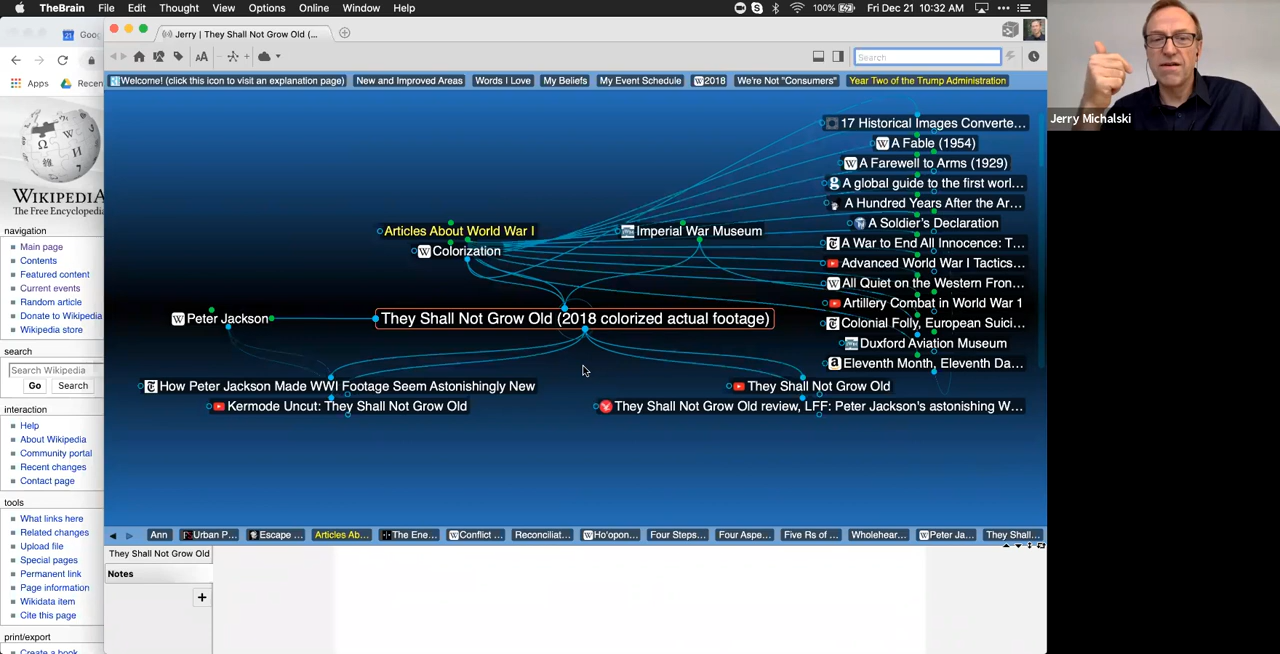 TheBrain File Edit Thought View Options Online Window Help 100% Fri Dec 21 10:32 AM
21 Goog
Jerry | They Shall Not Grow Old (...
Apps Recen
AA Search
Welcome! (click this icon to visit an explanation page) New and Improved Areas Words I Love My Beliefs My Event Schedule 2018 We're Not "Consumers" Year Two of the Trump Administration
Jerry Michalski
WIKIPEDIA
The Free Encyclopedia
navigation
Main page
Contents
Featured content
Current events
Random article
Donate to Wikipedia
Wikipedia store
search
Search Wikipedia
Go Search
interaction
Help
About Wikipedia
Community portal
Recent changes
Contact page
tools
What links here
Related changes
Upload file
Special pages
Permanent link
Page information
Wikidata item
Cite this page
print/export
Create a book
Articles About World War I
Colorization
Imperial War Museum
Peter Jackson
They Shall Not Grow Old (2018 colorized actual footage)
17 Historical Images Converte...
A Fable (1954)
A Farewell to Arms (1929)
A global guide to the first worl...
A Hundred Years After the Ar...
A Soldier's Declaration
A War to End All Innocence: T...
Advanced World War I Tactics...
All Quiet on the Western Fron...
Artillery Combat in World War 1
Colonial Folly, European Suici...
Duxford Aviation Museum
Eleventh Month, Eleventh Da...
How Peter Jackson Made WWI Footage Seem Astonishingly New
Kermode Uncut: They Shall Not Grow Old
They Shall Not Grow Old
They Shall Not Grow Old review, LFF: Peter Jackson's astonishing W...
Ann Urban P... Escape ... Articles Ab... The Ene... Conflict ... Reconciliat... Ho'opon... Four Steps... Four Aspe... Five Rs of ... Wholehear... Peter Ja... They Shall...
They Shall Not Grow Old
Notes
+